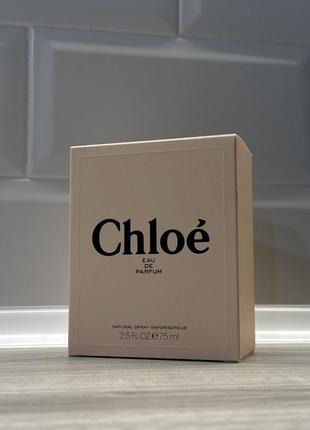 Chloé
EAU
DE
PARFUM
NATURAL SPRAY VAPORISATEUR
2.5 FL.OZ ℮ 75 ml